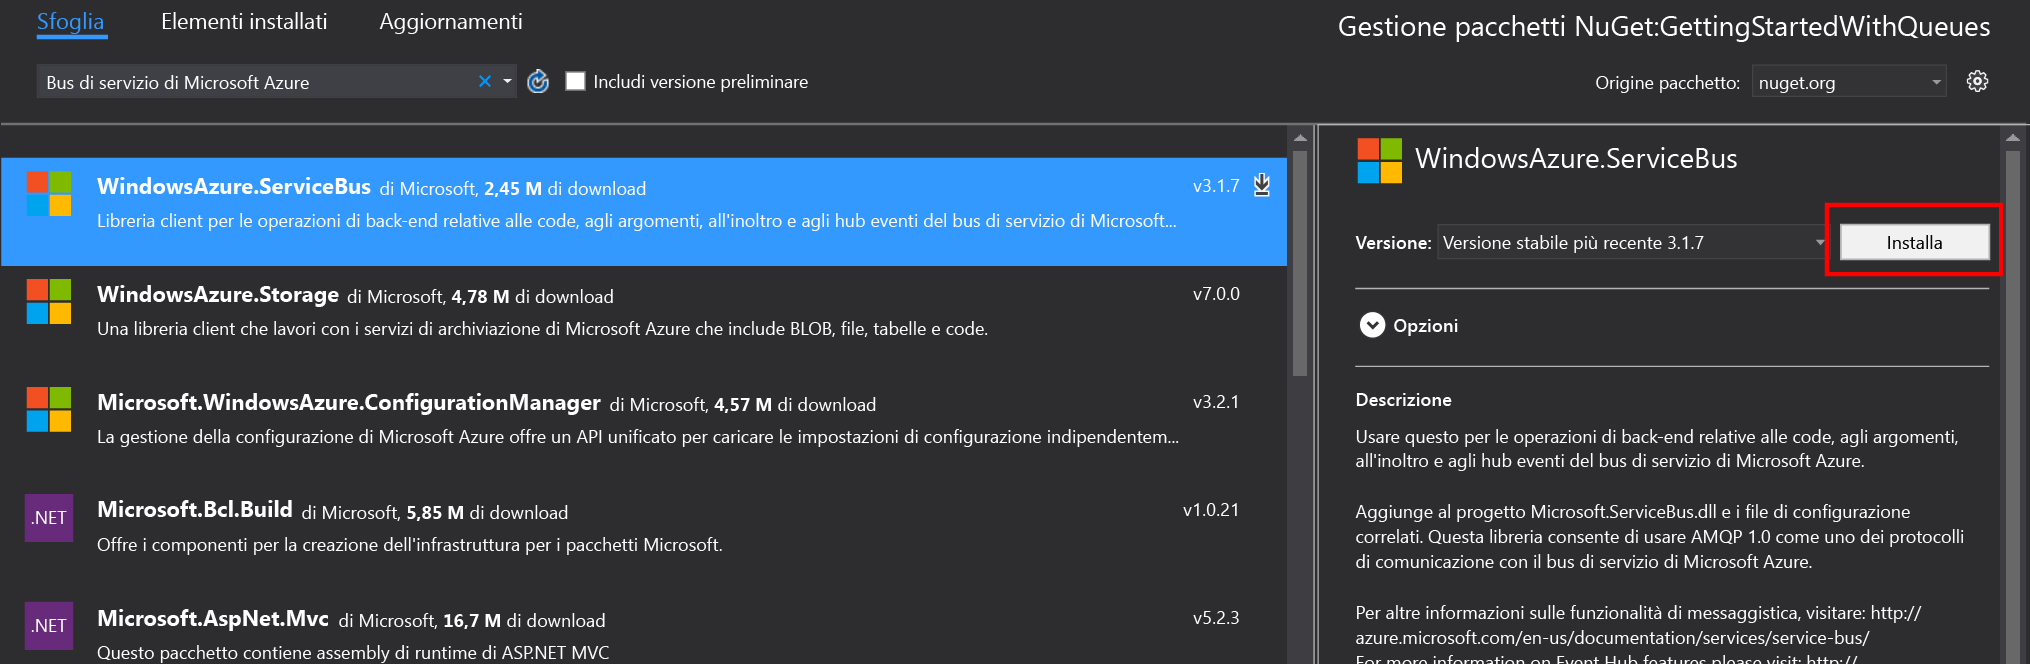 Sfoglia Elementi installati Aggiornamenti
Gestione pacchetti NuGet:GettingStartedWithQueues
Bus di servizio di Microsoft Azure
Includi versione preliminare
Origine pacchetto: nuget.org
WindowsAzure.ServiceBus di Microsoft, 2,45 M di download v3.1.7
Libreria client per le operazioni di back-end relative alle code, agli argomenti, all'inoltro e agli hub eventi del bus di servizio di Microsoft...
WindowsAzure.Storage di Microsoft, 4,78 M di download v7.0.0
Una libreria client che lavori con i servizi di archiviazione di Microsoft Azure che include BLOB, file, tabelle e code.
Microsoft.WindowsAzure.ConfigurationManager di Microsoft, 4,57 M di download v3.2.1
La gestione della configurazione di Microsoft Azure offre un API unificato per caricare le impostazioni di configurazione indipendentem...
.NET
Microsoft.Bcl.Build di Microsoft, 5,85 M di download v1.0.21
Offre i componenti per la creazione dell'infrastruttura per i pacchetti Microsoft.
.NET
Microsoft.AspNet.Mvc di Microsoft, 16,7 M di download v5.2.3
Questo pacchetto contiene assembly di runtime di ASP.NET MVC
WindowsAzure.ServiceBus
Versione: Versione stabile più recente 3.1.7 Installa
Opzioni
Descrizione
Usare questo per le operazioni di back-end relative alle code, agli argomenti,
all'inoltro e agli hub eventi del bus di servizio di Microsoft Azure.
Aggiunge al progetto Microsoft.ServiceBus.dll e i file di configurazione
correlati. Questa libreria consente di usare AMQP 1.0 come uno dei protocolli
di comunicazione con il bus di servizio di Microsoft Azure.
Per altre informazioni sulle funzionalità di messaggistica, visitare: http://
azure.microsoft.com/en-us/documentation/services/service-bus/
For more information on Event Hub features please visit: http://